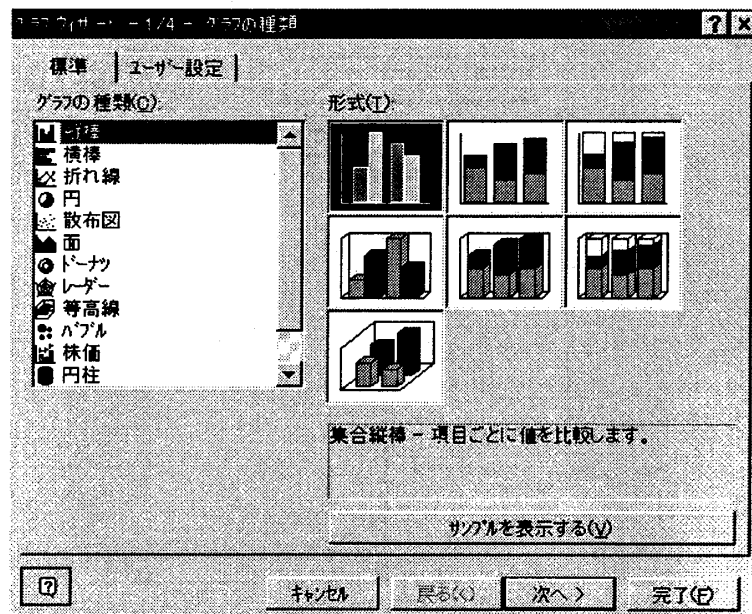 グラフウィザード - 1/4 - グラフの種類
標準
ユーザー設定
グラフの種類(C):
縦棒
横棒
折れ線
円
散布図
面
ドーナツ
レーダー
等高線
バブル
株価
円柱
形式(T):
集合縦棒 - 項目ごとに値を比較します。
サンプルを表示する(V)
キャンセル
戻る(<)
次へ >
完了(F)